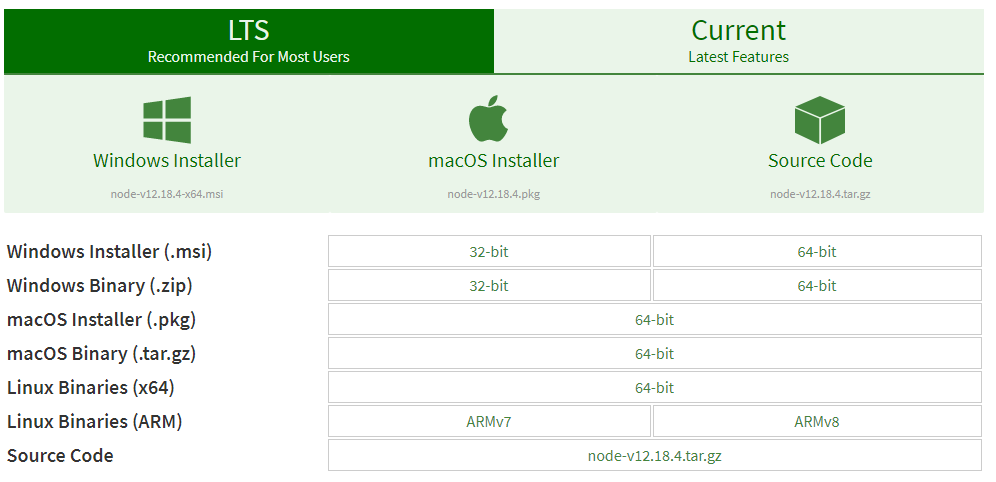 LTS
Recommended For Most Users
Current
Latest Features
Windows Installer
node-v12.18.4-x64.msi
macOS Installer
node-v12.18.4.pkg
Source Code
node-v12.18.4.tar.gz
Windows Installer (.msi) 32-bit 64-bit
Windows Binary (.zip) 32-bit 64-bit
macOS Installer (.pkg) 64-bit
macOS Binary (.tar.gz) 64-bit
Linux Binaries (x64) 64-bit
Linux Binaries (ARM) ARMv7 ARMv8
Source Code node-v12.18.4.tar.gz